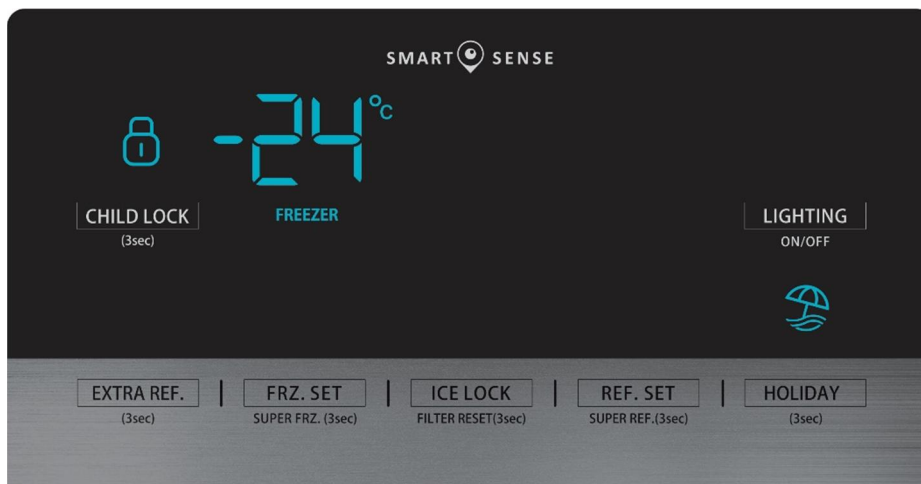 SMART SENSE
-24°C
CHILD LOCK
(3sec)
FREEZER
LIGHTING
ON/OFF
EXTRA REF.
(3sec)
FRZ. SET
SUPER FRZ. (3sec)
ICE LOCK
FILTER RESET(3sec)
REF. SET
SUPER REF.(3sec)
HOLIDAY
(3sec)